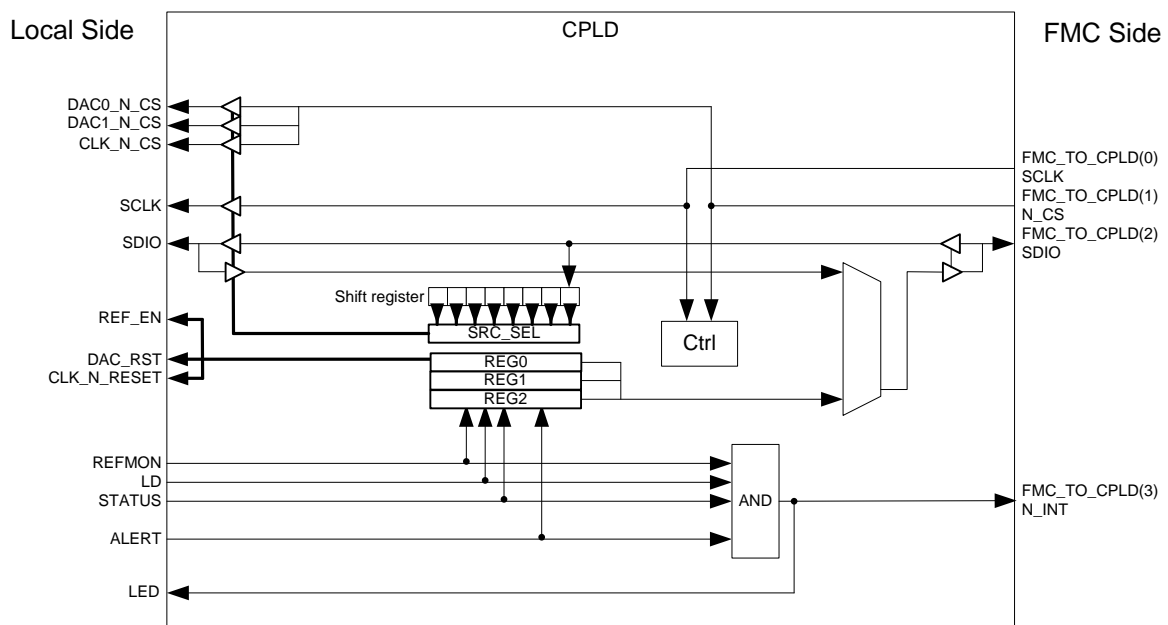 Local Side
CPLD
FMC Side
DAC0_N_CS
DAC1_N_CS
CLK_N_CS
FMC_TO_CPLD(0)
SCLK
FMC_TO_CPLD(1)
N_CS
SCLK
FMC_TO_CPLD(2)
SDIO
SDIO
Shift register
REF_EN
SRC_SEL
Ctrl
DAC_RST
REG0
CLK_N_RESET
REG1
REG2
REFMON
LD
STATUS
AND
FMC_TO_CPLD(3)
N_INT
ALERT
LED